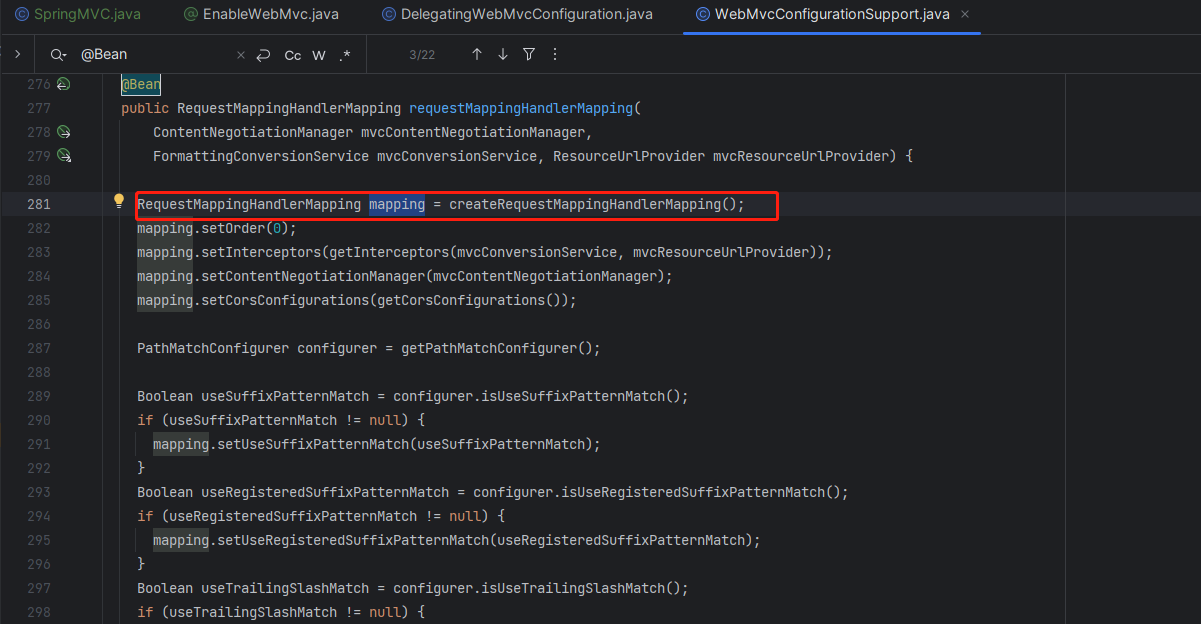 SpringMVC.java EnableWebMvc.java DelegatingWebMvcConfiguration.java WebMvcConfigurationSupport.java
@Bean Cc W .* 3/22
276 @Bean
277 public RequestMappingHandlerMapping requestMappingHandlerMapping(
278 ContentNegotiationManager mvcContentNegotiationManager,
279 FormattingConversionService mvcConversionService, ResourceUrlProvider mvcResourceUrlProvider) {
280
281 RequestMappingHandlerMapping mapping = createRequestMappingHandlerMapping();
282 mapping.setOrder(0);
283 mapping.setInterceptors(getInterceptors(mvcConversionService, mvcResourceUrlProvider));
284 mapping.setContentNegotiationManager(mvcContentNegotiationManager);
285 mapping.setCorsConfigurations(getCorsConfigurations());
286
287 PathMatchConfigurer configurer = getPathMatchConfigurer();
288
289 Boolean useSuffixPatternMatch = configurer.isUseSuffixPatternMatch();
290 if (useSuffixPatternMatch != null) {
291 mapping.setUseSuffixPatternMatch(useSuffixPatternMatch);
292 }
293 Boolean useRegisteredSuffixPatternMatch = configurer.isUseRegisteredSuffixPatternMatch();
294 if (useRegisteredSuffixPatternMatch != null) {
295 mapping.setUseRegisteredSuffixPatternMatch(useRegisteredSuffixPatternMatch);
296 }
297 Boolean useTrailingSlashMatch = configurer.isUseTrailingSlashMatch();
298 if (useTrailingSlashMatch != null) {